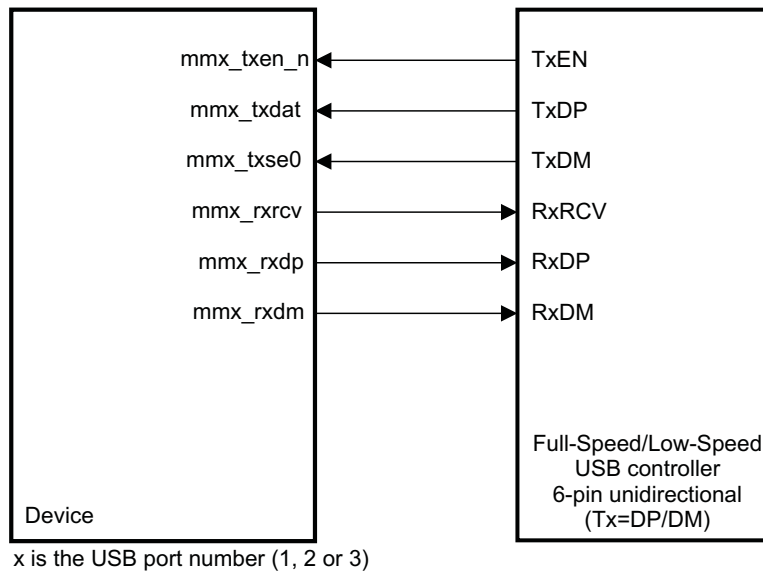 mmx_txen_n TxEN
mmx_txdat TxDP
mmx_txse0 TxDM
mmx_rxrcv RxRCV
mmx_rxdp RxDP
mmx_rxdm RxDM
Full-Speed/Low-Speed
USB controller
6-pin unidirectional
(Tx=DP/DM)
Device
x is the USB port number (1, 2 or 3)